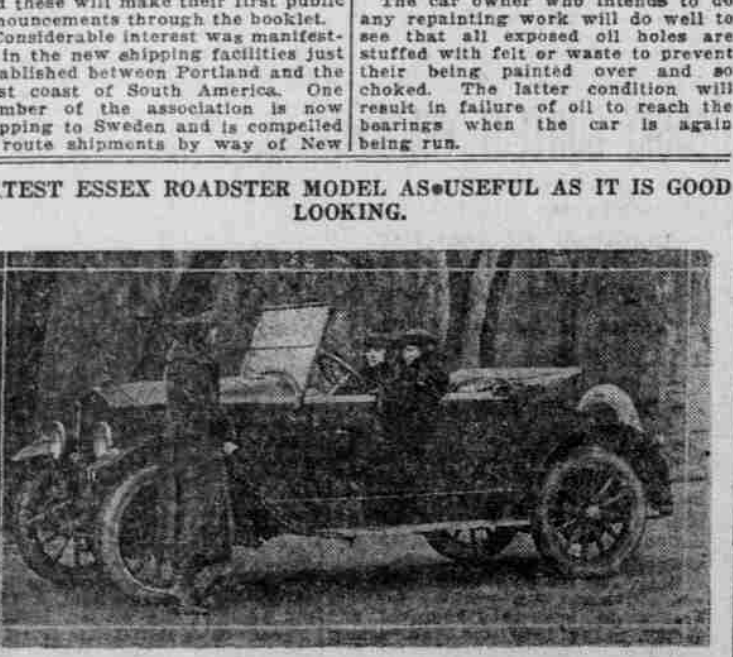 d these will make their first public
nouncements through the booklet.
Considerable interest was manifest-
in the new shipping facilities just
tablished between Portland and the
st coast of South America. One
mber of the association is now
pping to Sweden and is compelled
route shipments by way of New
The car owner who intends to do
any repainting work will do well to
see that all exposed oil holes are
stuffed with felt or waste to prevent
their being painted over and so
choked. The latter condition will
result in failure of oil to reach the
bearings when the car is again
being run.
TEST ESSEX ROADSTER MODEL AS USEFUL AS IT IS GOOD
LOOKING.